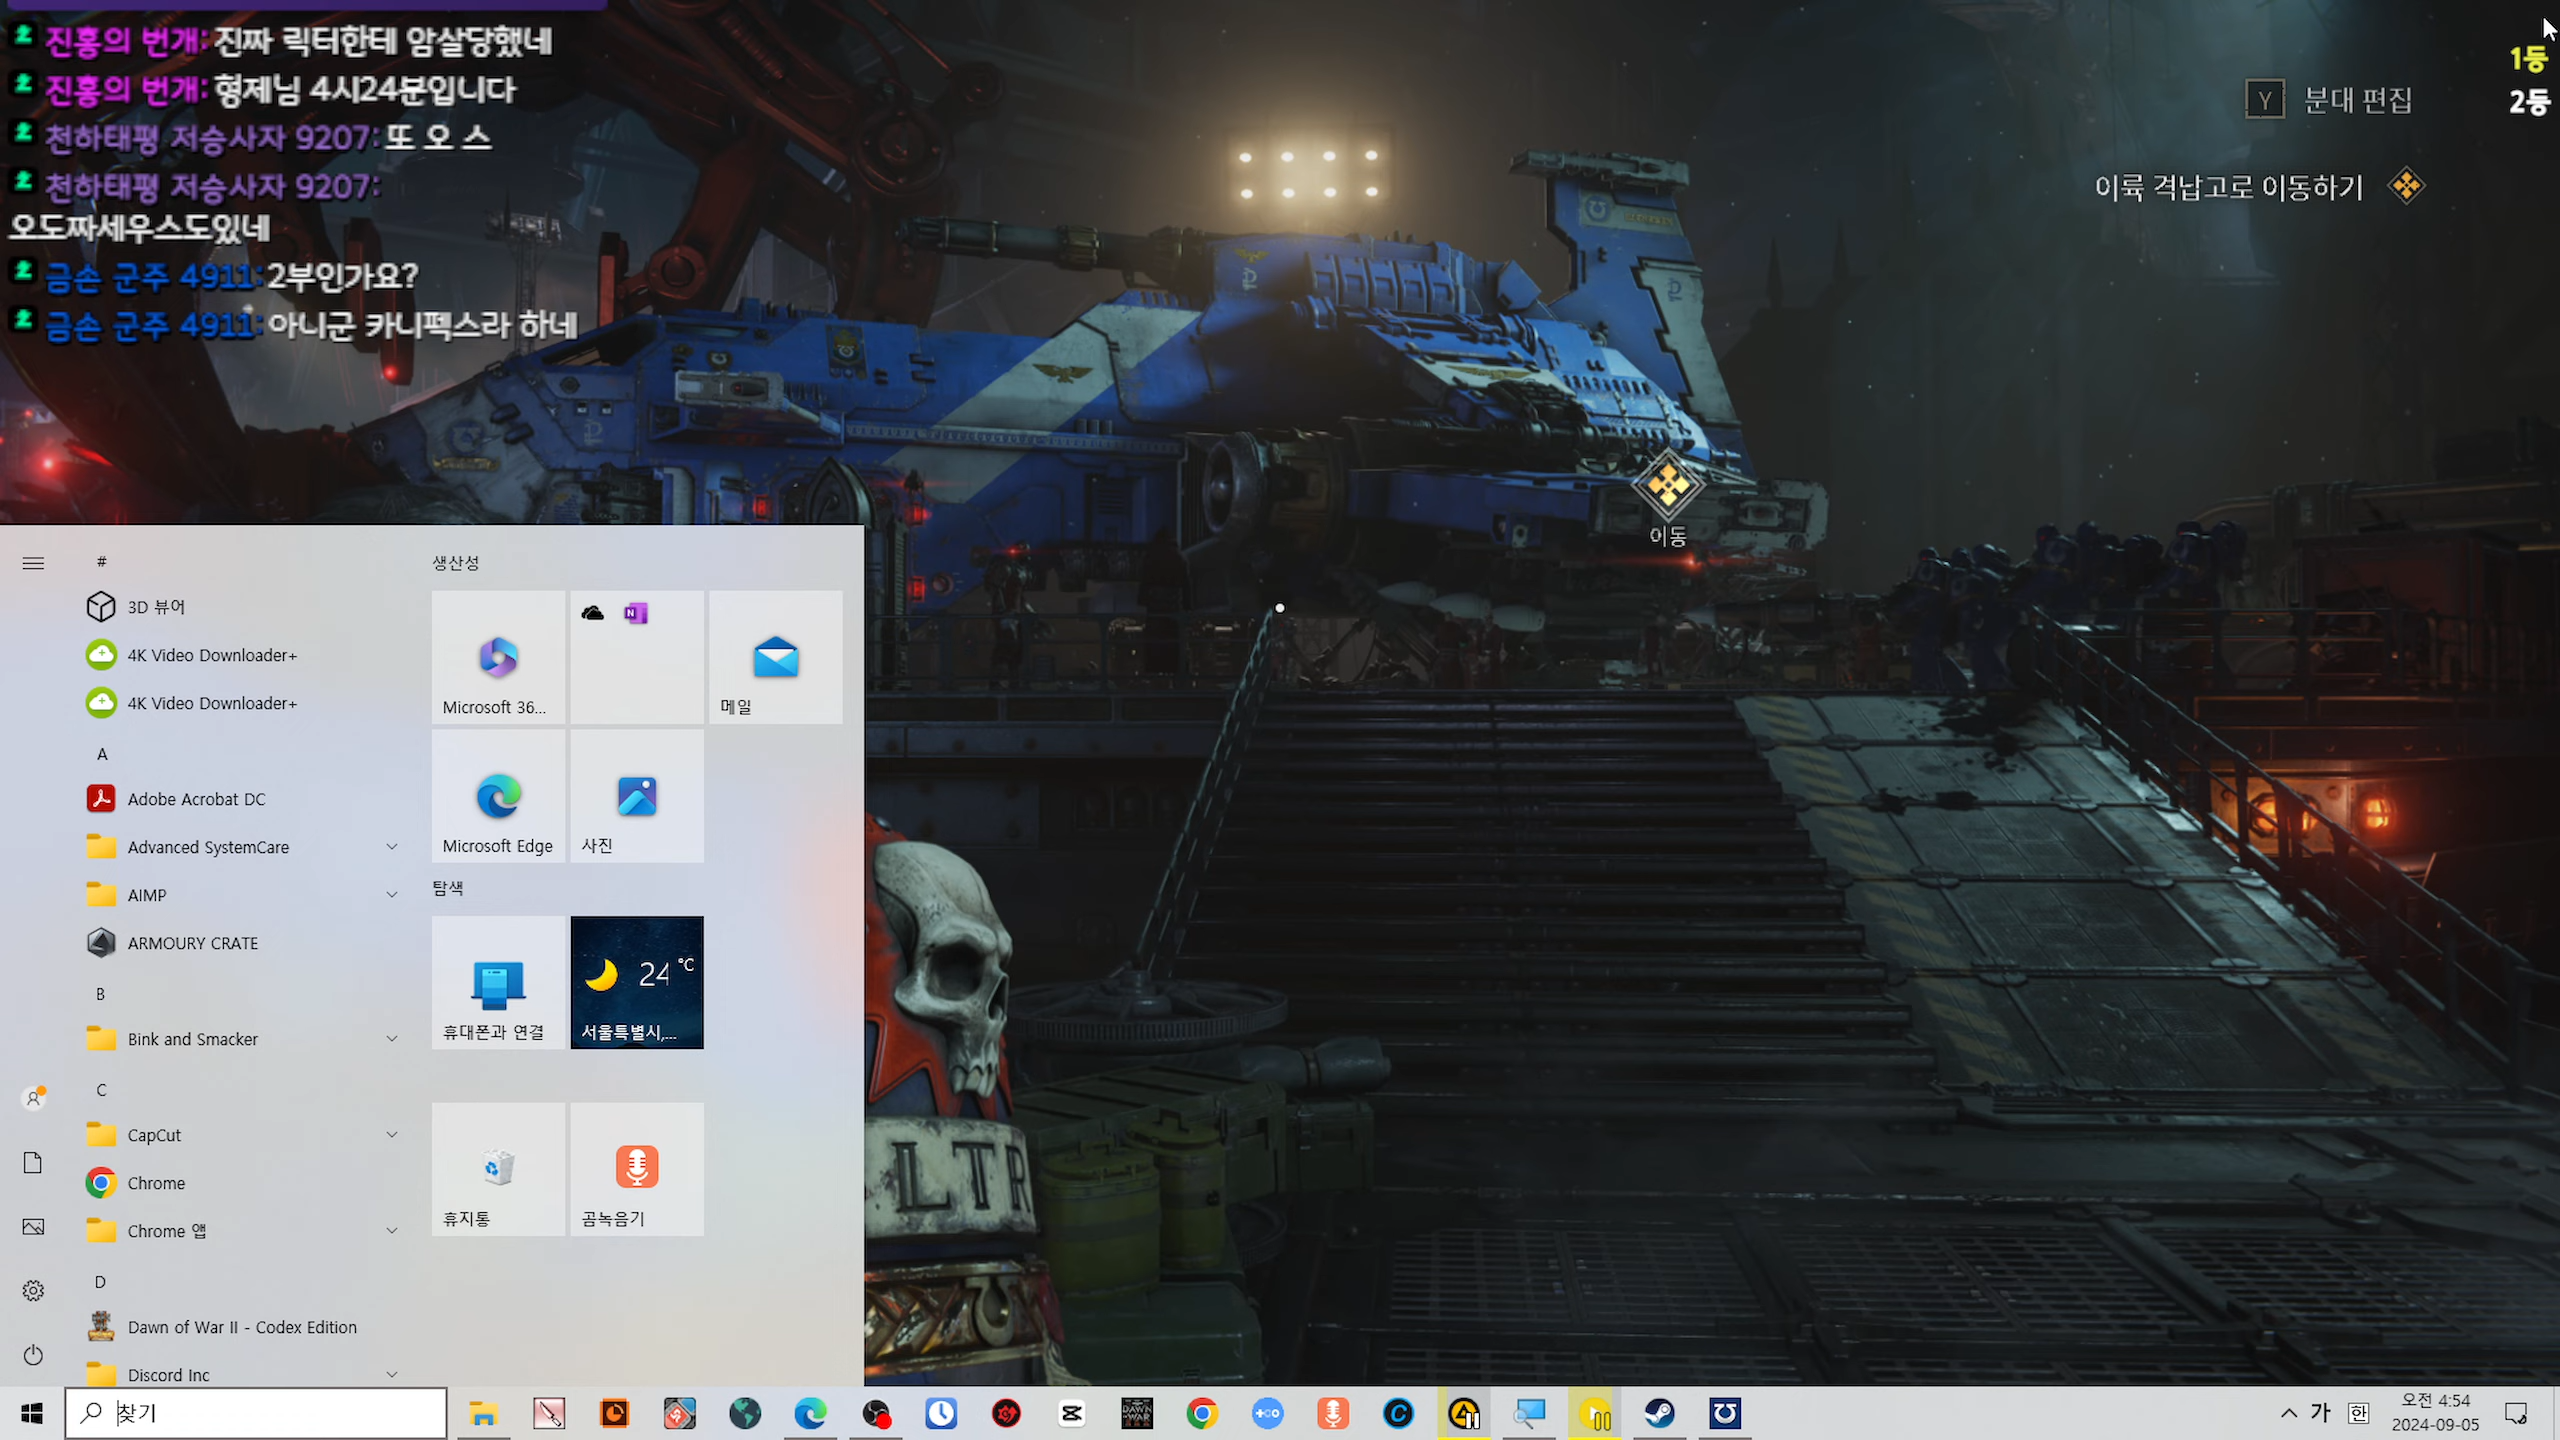 진홍의 번개: 진짜 릭터한테 암살당했네
진홍의 번개: 형제님 4시24분입니다
천하태평 저승사자 9207: 또 오 스
천하태평 저승사자 9207:
오도짜세우스도있네
금손 군주 4911: 2부인가요?
금손 군주 4911: 아니군 카니펙스라 하네
1등
2등
Y 분대 편집
이륙 격납고로 이동하기
이동
#
3D 뷰어
4K Video Downloader+
4K Video Downloader+
A
Adobe Acrobat DC
Advanced SystemCare
AIMP
ARMOURY CRATE
B
Bink and Smacker
C
CapCut
Chrome
Chrome 앱
D
Dawn of War II - Codex Edition
Discord Inc
생산성
Microsoft 36...
메일
Microsoft Edge
사진
탐색
휴대폰과 연결
24 °C
서울특별시,...
휴지통
곰녹음기
LTR
찾기
가 한
오전 4:54
2024-09-05